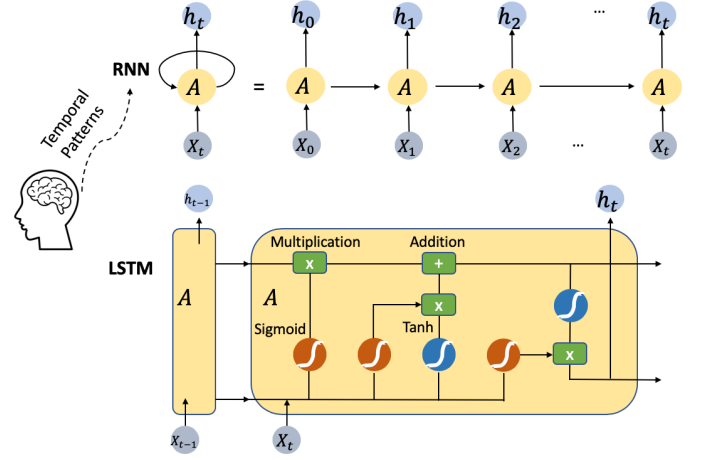 h_t h_0 h_1 h_2 ... h_t
RNN A = A A A A
X_t X_0 X_1 X_2 ... X_t
Temporal
Patterns
h_{t-1} h_t
Multiplication Addition
x +
LSTM
A A x
Sigmoid Tanh
x
X_{t-1} X_t